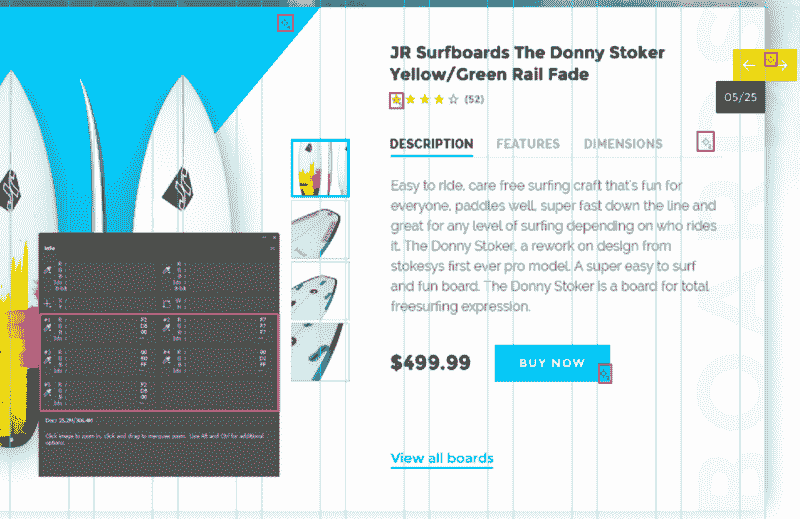 JR Surfboards The Donny Stoker
Yellow/Green Rail Fade
(52)
05/25
DESCRIPTION FEATURES DIMENSIONS
Easy to ride, care free surfing craft that's fun for
everyone, paddles well, super fast down the line and
great for any level of surfing depending on who rides
it. The Donny Stoker, a rework on design from
stokesys first ever pro model. A super easy to surf
and fun board. The Donny Stoker is a board for total
freesurfing expression.
$499.99 BUY NOW
View all boards
BOARDS
Info
Click image to zoom in, click and drag to measure zoom. Use Alt and Ctrl for additional
options.